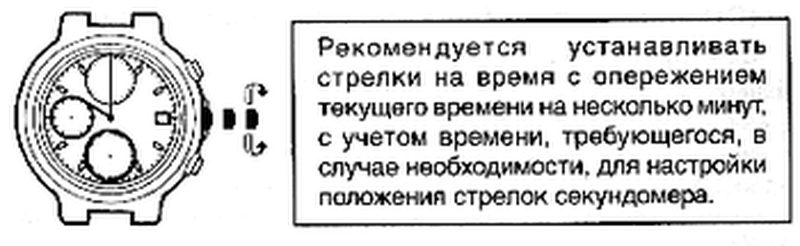 Рекомендуется устанавливать
стрелки на время с опережением
текущего времени на несколько минут,
с учетом времени, требующегося, в
случае необходимости, для настройки
положения стрелок секундомера.